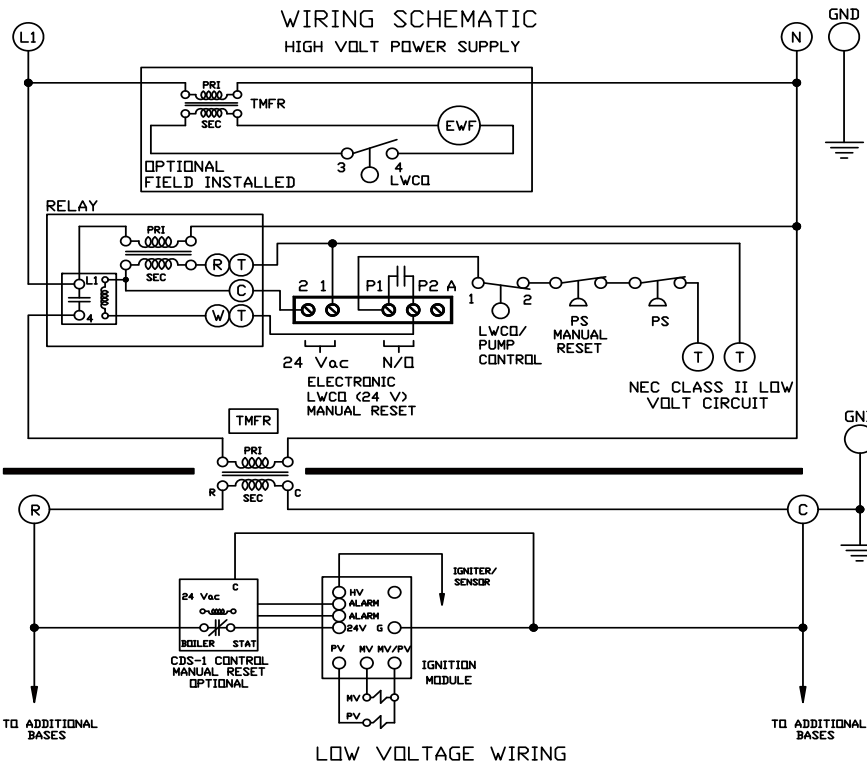 WIRING SCHEMATIC
HIGH VOLT POWER SUPPLY
L1
N
GND
PRI
TMFR
SEC
EWF
3
4
OPTIONAL
FIELD INSTALLED
LWCO
RELAY
PRI
SEC
R T
L1
C
4
W T
2 1 P1 P2 A
1
2
LWCO/
PUMP
CONTROL
PS
MANUAL
RESET
PS
T T
24 Vac
N/O
ELECTRONIC
LWCO (24 V)
MANUAL RESET
NEC CLASS II LOW
VOLT CIRCUIT
TMFR
PRI
R
SEC
C
GN
R
C
C
24 Vac
BOILER STAT
CDS-1 CONTROL
MANUAL RESET
OPTIONAL
HV
ALARM
ALARM
24V G
PV MV MV/PV
IGNITER/
SENSOR
IGNITION
MODULE
MV
PV
TO ADDITIONAL
BASES
TO ADDITIONAL
BASES
LOW VOLTAGE WIRING